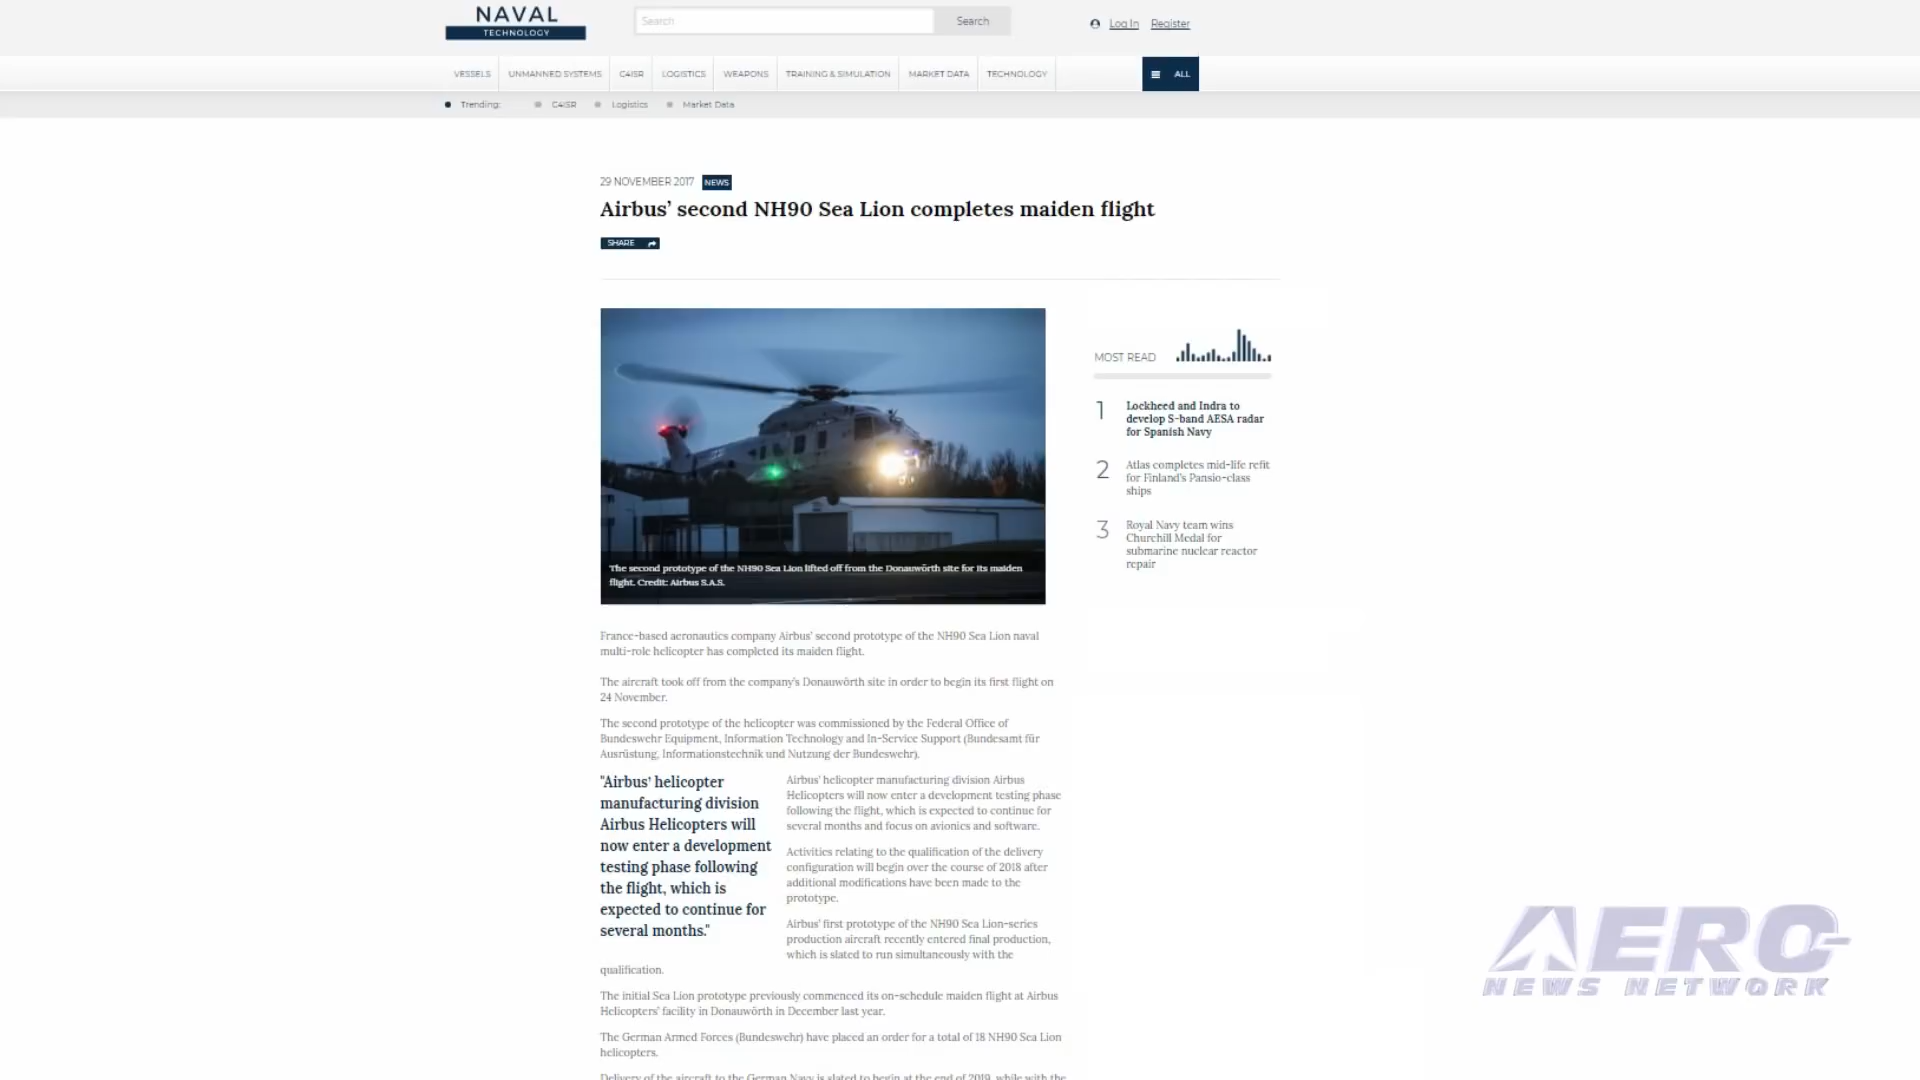 NAVAL
TECHNOLOGY
Search
Search
Log In
Register
VESSELS
UNMANNED SYSTEMS
C4ISR
LOGISTICS
WEAPONS
TRAINING & SIMULATION
MARKET DATA
TECHNOLOGY
ALL
Trending:
C4ISR
Logistics
Market Data
29 NOVEMBER 2017
NEWS
Airbus’ second NH90 Sea Lion completes maiden flight
SHARE
The second prototype of the NH90 Sea Lion lifted off from the Donauwörth site for its maiden
flight. Credit: Airbus S.A.S.
MOST READ
1
Lockheed and Indra to
develop S-band AESA radar
for Spanish Navy
2
Atlas completes mid-life refit
for Finland’s Pansio-class
ships
3
Royal Navy team wins
Churchill Medal for
submarine nuclear reactor
repair
France-based aeronautics company Airbus’ second prototype of the NH90 Sea Lion naval
multi-role helicopter has completed its maiden flight.
The aircraft took off from the company’s Donauwörth site in order to begin its first flight on
24 November.
The second prototype of the helicopter was commissioned by the Federal Office of
Bundeswehr Equipment, Information Technology and In-Service Support (Bundesamt für
Ausrüstung, Informationstechnik und Nutzung der Bundeswehr).
"Airbus’ helicopter
manufacturing division
Airbus Helicopters will
now enter a development
testing phase following
the flight, which is
expected to continue for
several months."
Airbus’ helicopter manufacturing division Airbus
Helicopters will now enter a development testing phase
following the flight, which is expected to continue for
several months and focus on avionics and software.
Activities relating to the qualification of the delivery
configuration will begin over the course of 2018 after
additional modifications have been made to the
prototype.
Airbus’ first prototype of the NH90 Sea Lion-series
production aircraft recently entered final production,
which is slated to run simultaneously with the
qualification.
The initial Sea Lion prototype previously commenced its on-schedule maiden flight at Airbus
Helicopters’ facility in Donauwörth in December last year.
The German Armed Forces (Bundeswehr) have placed an order for a total of 18 NH90 Sea Lion
helicopters.
Delivery of the aircraft to the German Navy is slated to begin at the end of 2019, while with the
AERO
NEWS NETWORK